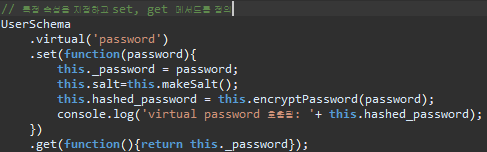 // 특정 속성을 지정하고 set, get 메서드를 정의
UserSchema
.virtual('password')
.set(function(password){
this._password = password;
this.salt=this.makeSalt();
this.hashed_password = this.encryptPassword(password);
console.log('virtual password 호출됨: '+ this.hashed_password);
})
.get(function(){return this._password});